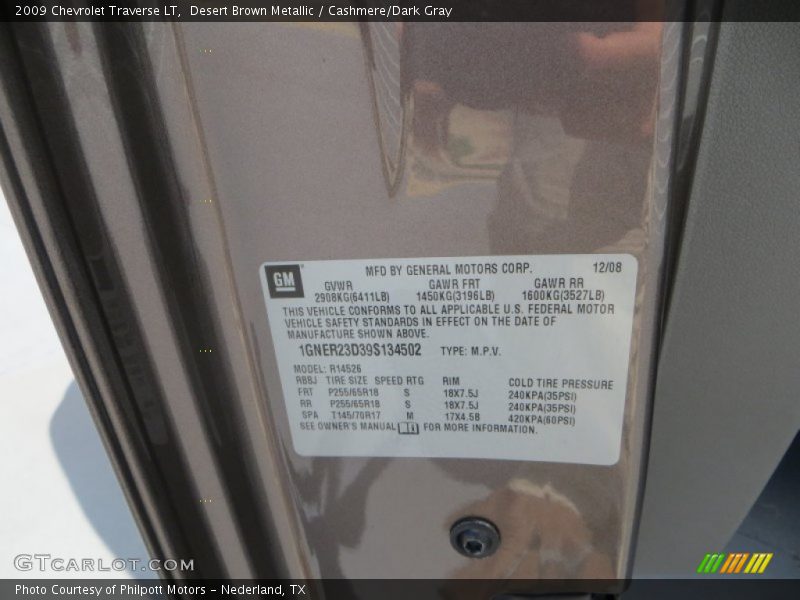 2009 Chevrolet Traverse LT, Desert Brown Metallic / Cashmere/Dark Gray
GM MFD BY GENERAL MOTORS CORP. 12/08
GVWR GAWR FRT GAWR RR
2908KG(6411LB) 1450KG(3196LB) 1600KG(3527LB)
THIS VEHICLE CONFORMS TO ALL APPLICABLE U.S. FEDERAL MOTOR
VEHICLE SAFETY STANDARDS IN EFFECT ON THE DATE OF
MANUFACTURE SHOWN ABOVE.
1GNER23D39S134502 TYPE: M.P.V.
MODEL: R14526
RBBJ TIRE SIZE SPEED RTG RIM COLD TIRE PRESSURE
FRT P255/65R18 S 18X7.5J 240KPA(35PSI)
RR P255/65R18 S 18X7.5J 240KPA(35PSI)
SPA T145/70R17 M 17X4.5B 420KPA(60PSI)
SEE OWNER'S MANUAL FOR MORE INFORMATION.
GTCARLOT.COM
Photo Courtesy of Philpott Motors - Nederland, TX